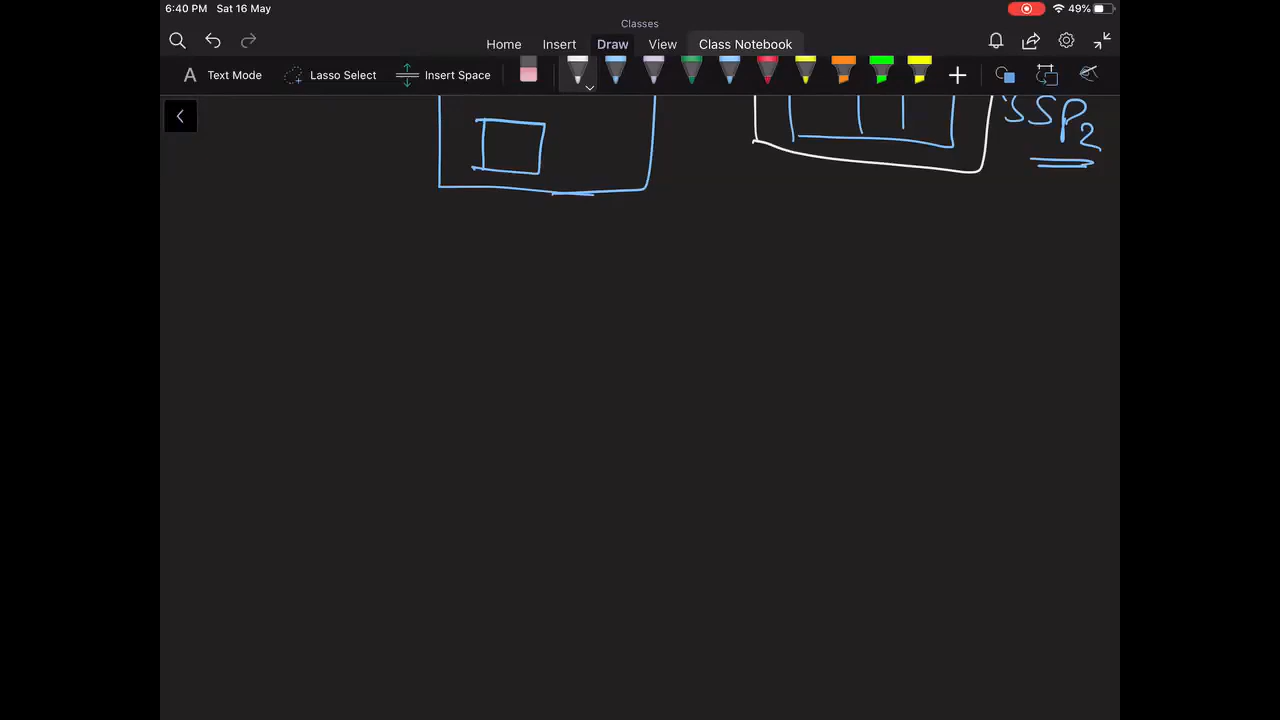 6:40 PM Sat 16 May 49%
Classes
Home Insert Draw View Class Notebook
A Text Mode Lasso Select Insert Space
SSP2